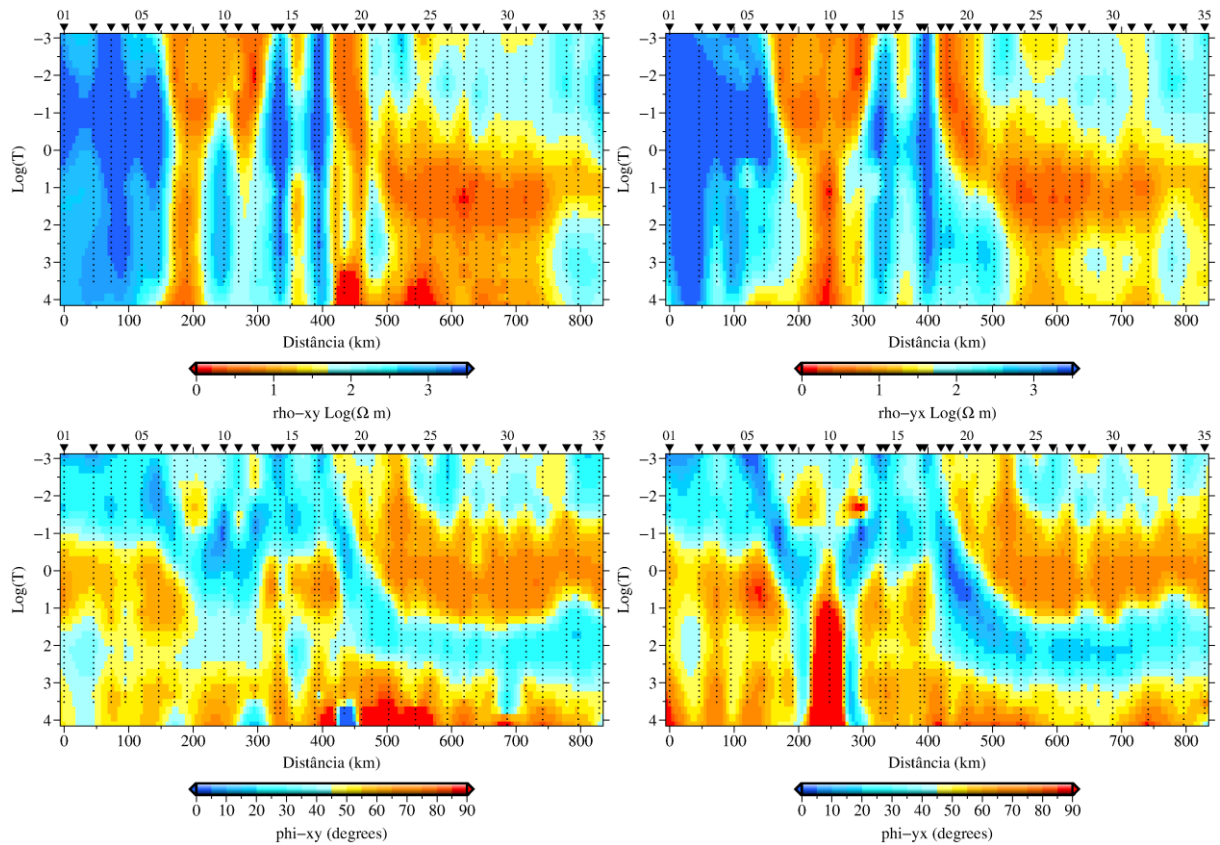 01 05 10 15 20 25 30 35
01 05 10 15 20 25 30 35
Log(T)
−3
−2
−1
0
1
2
3
4
Log(T)
−3
−2
−1
0
1
2
3
4
0 100 200 300 400 500 600 700 800
0 100 200 300 400 500 600 700 800
Distância (km)
Distância (km)
0 1 2 3
0 1 2 3
rho−xy Log(Ω m)
rho−yx Log(Ω m)
01 05 10 15 20 25 30 35
01 05 10 15 20 25 30 35
Log(T)
−3
−2
−1
0
1
2
3
4
Log(T)
−3
−2
−1
0
1
2
3
4
0 100 200 300 400 500 600 700 800
0 100 200 300 400 500 600 700 800
Distância (km)
Distância (km)
0 10 20 30 40 50 60 70 80 90
0 10 20 30 40 50 60 70 80 90
phi−xy (degrees)
phi−yx (degrees)